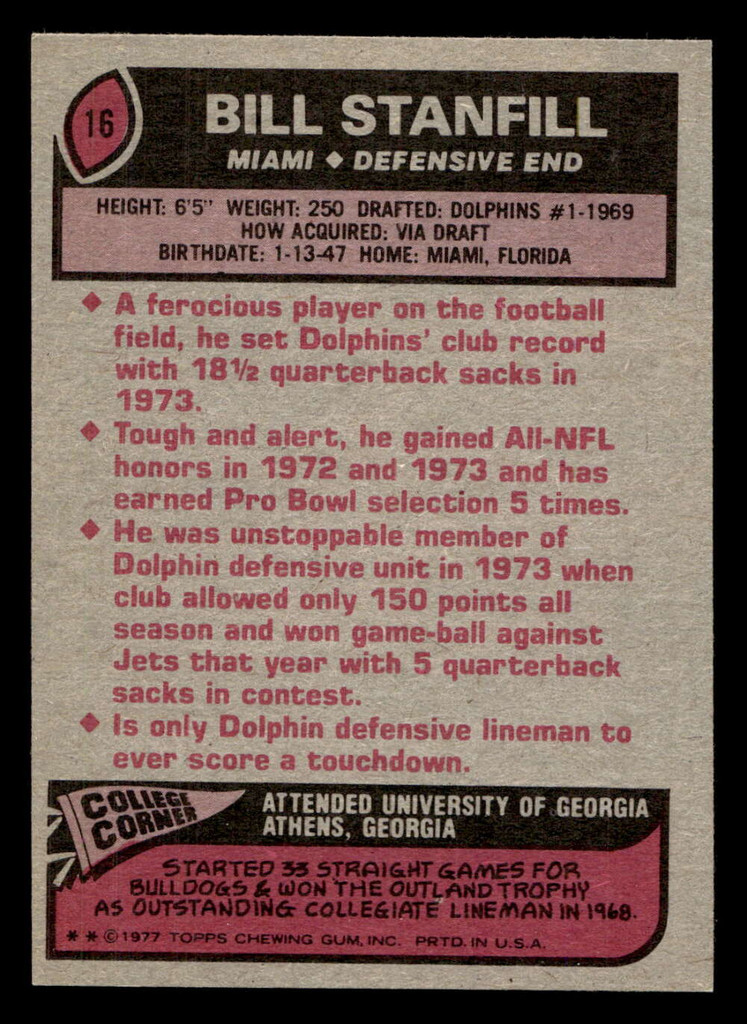 16
BILL STANFILL
MIAMI ◆ DEFENSIVE END
HEIGHT: 6'5" WEIGHT: 250 DRAFTED: DOLPHINS #1-1969
HOW ACQUIRED: VIA DRAFT
BIRTHDATE: 1-13-47 HOME: MIAMI, FLORIDA
◆ A ferocious player on the football
field, he set Dolphins' club record
with 18½ quarterback sacks in
1973.
◆ Tough and alert, he gained All-NFL
honors in 1972 and 1973 and has
earned Pro Bowl selection 5 times.
◆ He was unstoppable member of
Dolphin defensive unit in 1973 when
club allowed only 150 points all
season and won game-ball against
Jets that year with 5 quarterback
sacks in contest.
◆ Is only Dolphin defensive lineman to
ever score a touchdown.
COLLEGE
CORNER
ATTENDED UNIVERSITY OF GEORGIA
ATHENS, GEORGIA
STARTED 33 STRAIGHT GAMES FOR
BULLDOGS & WON THE OUTLAND TROPHY
AS OUTSTANDING COLLEGIATE LINEMAN IN 1968.
* * © 1977 TOPPS CHEWING GUM, INC. PRTD. IN U.S.A.